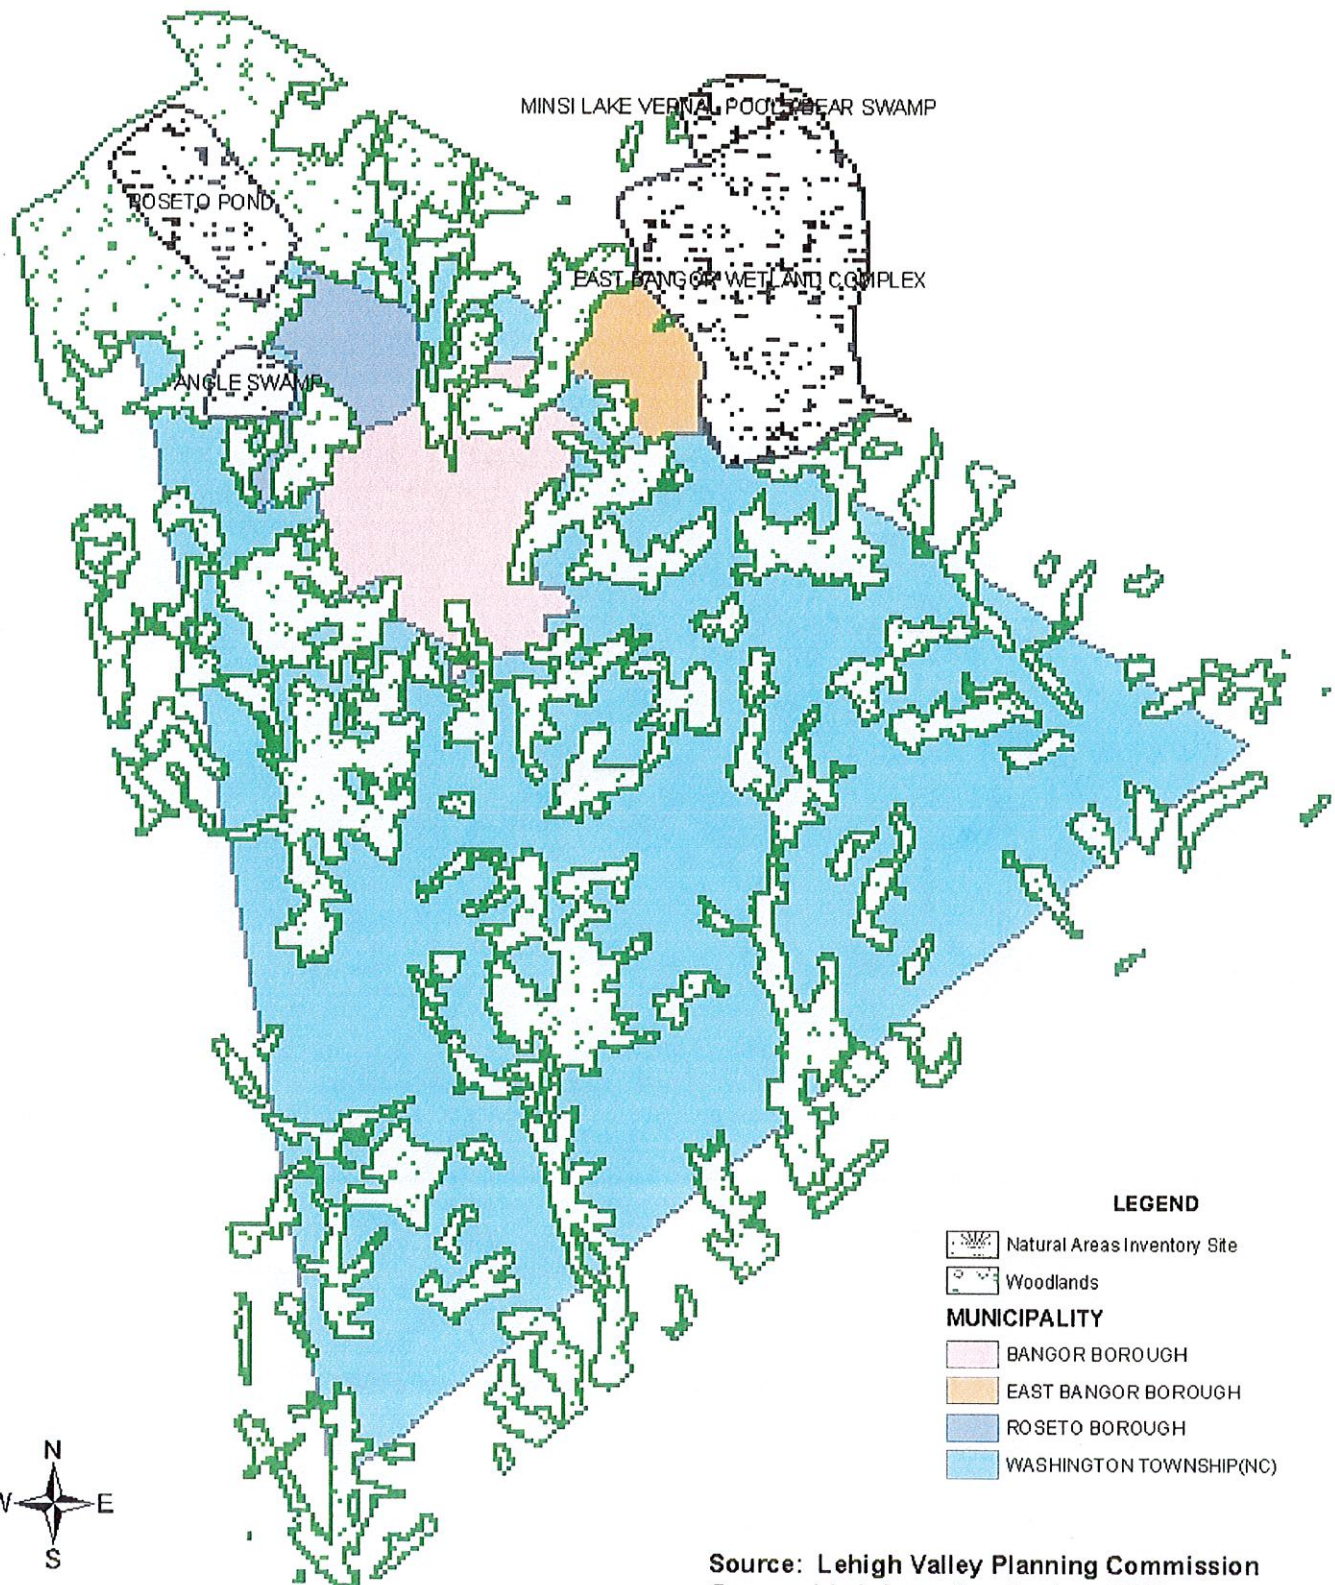 MINSI LAKE VERNAL POOLS/BEAR SWAMP
ROSETO POND
EAST BANGOR WETLAND COMPLEX
ANGLE SWAMP
LEGEND
Natural Areas Inventory Site
Woodlands
MUNICIPALITY
BANGOR BOROUGH
EAST BANGOR BOROUGH
ROSETO BOROUGH
WASHINGTON TOWNSHIP(NC)
N
W E
S
Source: Lehigh Valley Planning Commission